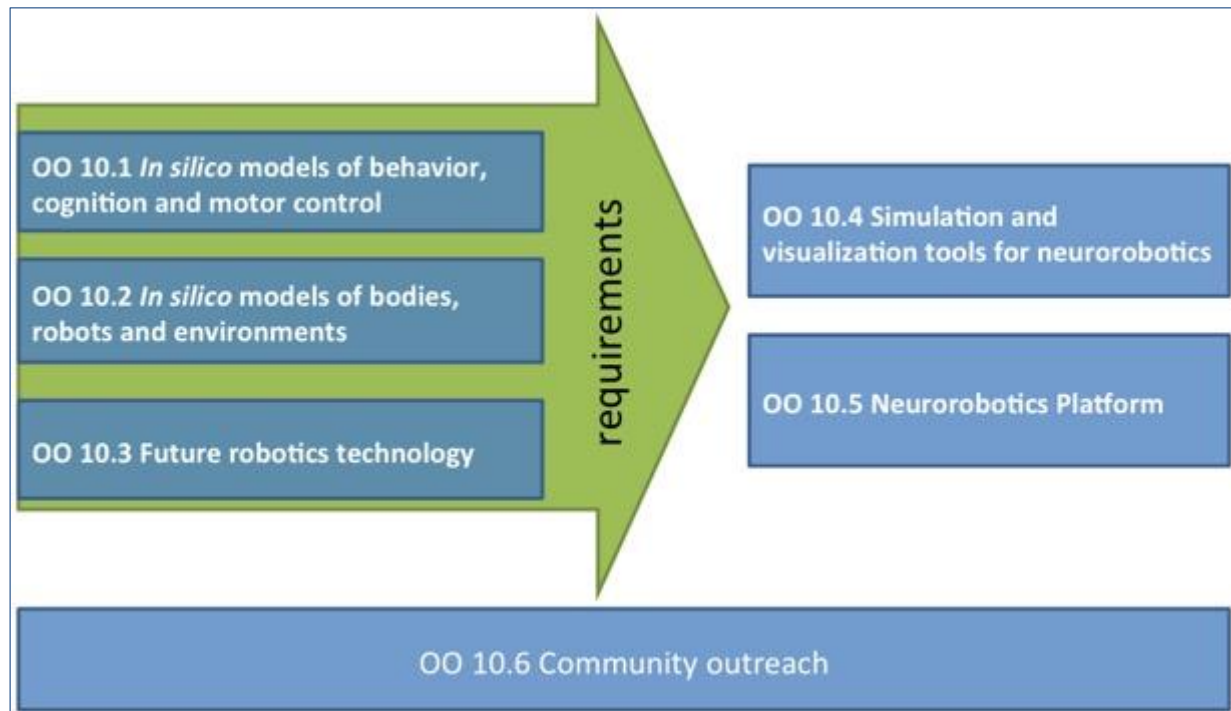 OO 10.1 In silico models of behavior,
cognition and motor control
OO 10.2 In silico models of bodies,
robots and environments
OO 10.3 Future robotics technology
requirements
OO 10.4 Simulation and
visualization tools for neurorobotics
OO 10.5 Neurorobotics Platform
OO 10.6 Community outreach